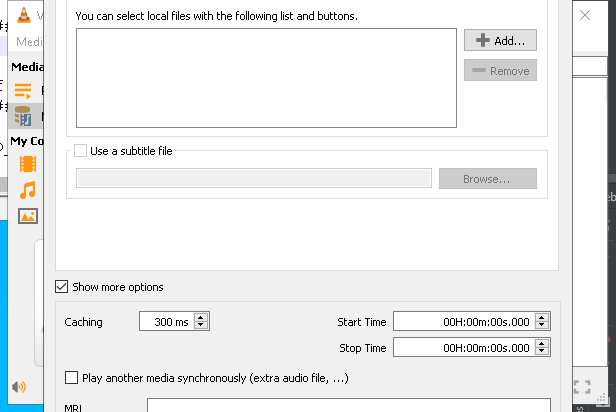 You can select local files with the following list and buttons.
Add...
Remove
Media
My Co
Use a subtitle file
Browse...
Show more options
Caching
300 ms
Start Time
00H:00m:00s.000
Stop Time
00H:00m:00s.000
Play another media synchronously (extra audio file, ...)
MRL